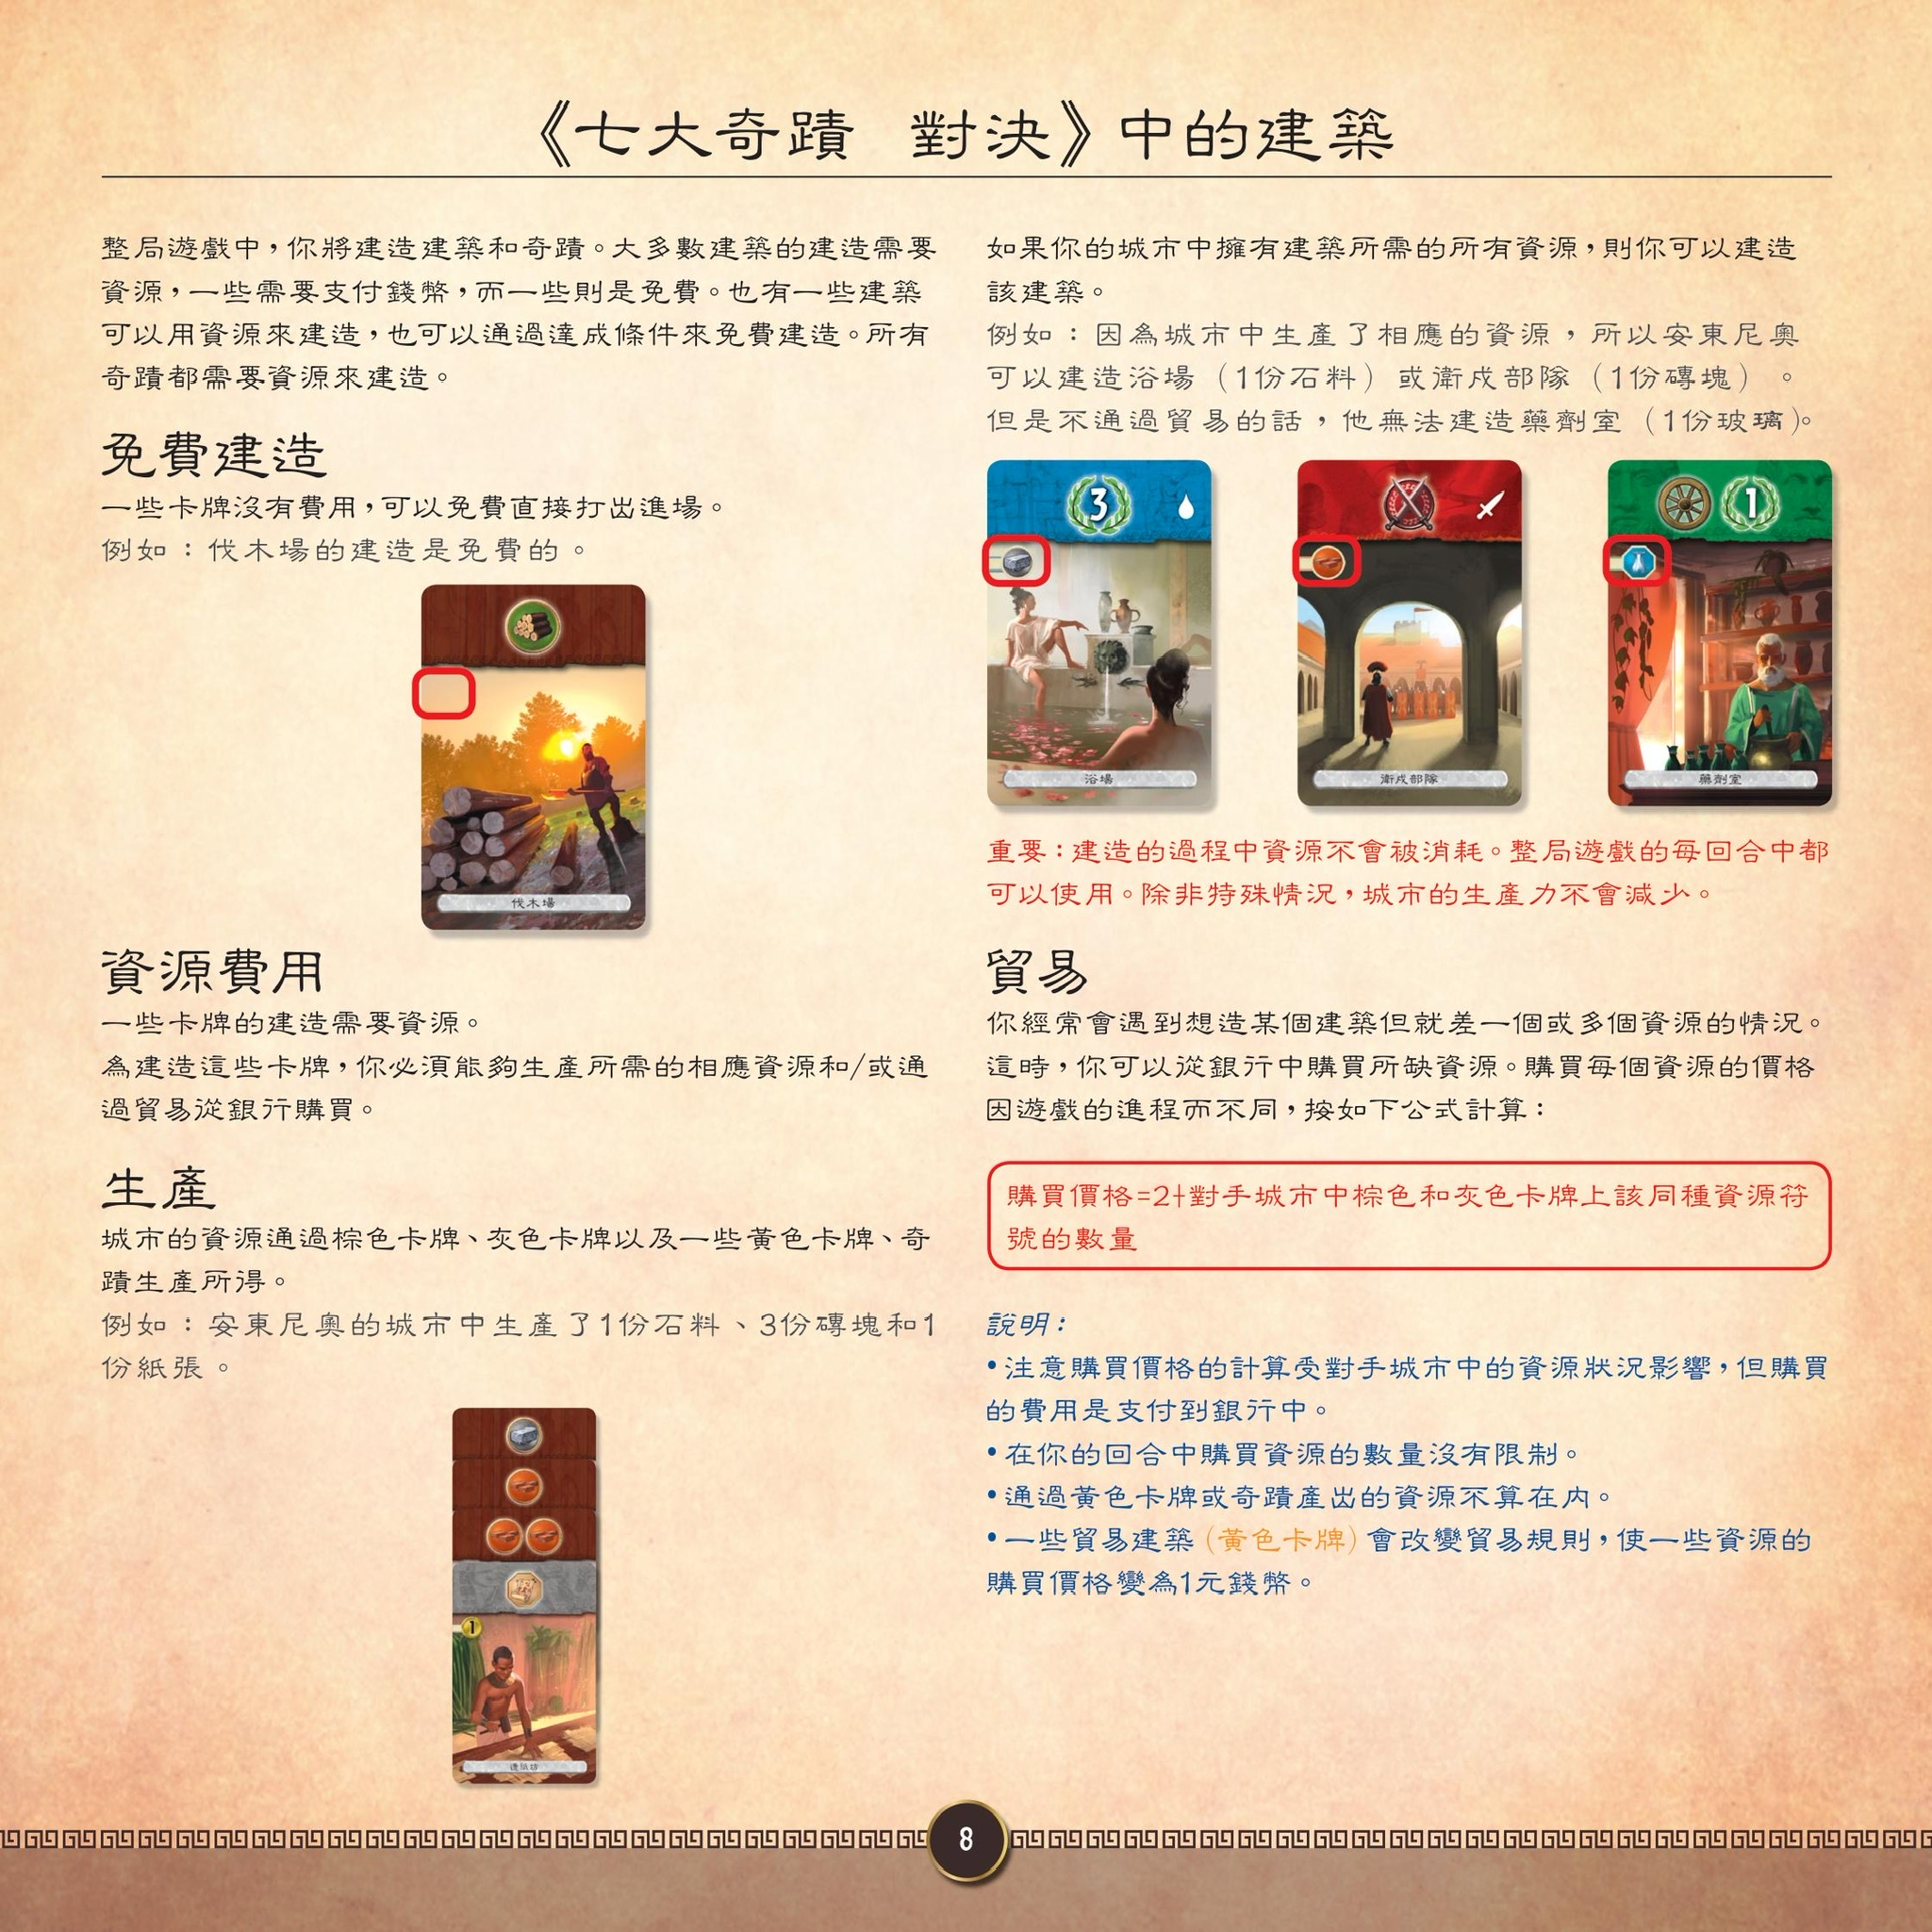 《七大奇蹟 對決》中的建築
整局遊戲中，你將建造建築和奇蹟。大多數建築的建造需要
資源，一些需要支付錢幣，而一些則是免費。也有一些建築
可以用資源來建造，也可以通過達成條件來免費建造。所有
奇蹟都需要資源來建造。
免費建造
一些卡牌沒有費用，可以免費直接打出進場。
例如：伐木場的建造是免費的。
伐木場
資源費用
一些卡牌的建造需要資源。
為建造這些卡牌，你必須能夠生產所需的相應資源和/或通
過貿易從銀行購買。
生產
城市的資源通過棕色卡牌、灰色卡牌以及一些黃色卡牌、奇
蹟生產所得。
例如：安東尼奧的城市中生產了1份石料、3份磚塊和1
份紙張。
1
造紙坊
如果你的城市中擁有建築所需的所有資源，則你可以建造
該建築。
例如：因為城市中生產了相應的資源，所以安東尼奧
可以建造浴場（1份石料）或衛戍部隊（1份磚塊）。
但是不通過貿易的話，他無法建造藥劑室（1份玻璃）。
3
浴場
衛戍部隊
1
藥劑室
重要：建造的過程中資源不會被消耗。整局遊戲的每回合中都
可以使用。除非特殊情況，城市的生產力不會減少。
貿易
你經常會遇到想造某個建築但就差一個或多個資源的情況。
這時，你可以從銀行中購買所缺資源。購買每個資源的價格
因遊戲的進程而不同，按如下公式計算：
購買價格=2+對手城市中棕色和灰色卡牌上該同種資源符
號的數量
說明：
•注意購買價格的計算受對手城市中的資源狀況影響，但購買
的費用是支付到銀行中。
•在你的回合中購買資源的數量沒有限制。
•通過黃色卡牌或奇蹟產出的資源不算在內。
•一些貿易建築（黃色卡牌）會改變貿易規則，使一些資源的
購買價格變為1元錢幣。
8